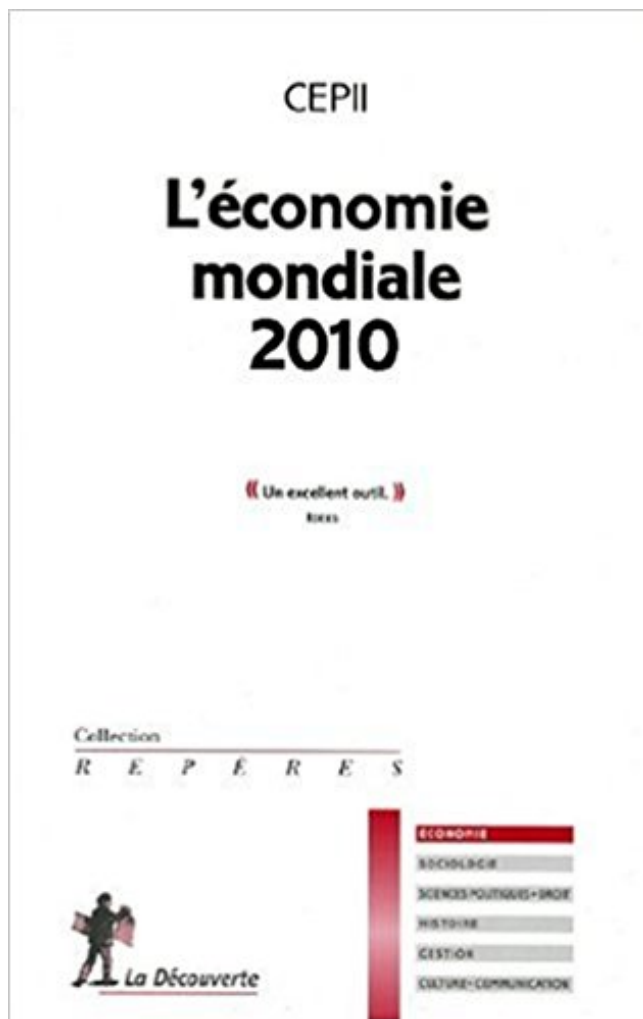 CEPII
L'économie
mondiale
2010
« Un excellent outil. »
Collection
REPÈRES
ÉCONOMIE
SOCIOLOGIE
SCIENCES POLITIQUES • DROIT
HISTOIRE
GESTION
CULTURE • COMMUNICATION
La Découverte